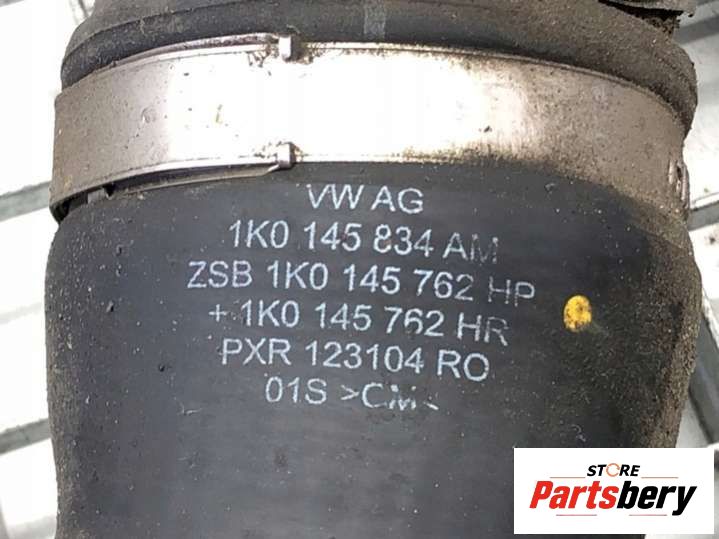 VW AG
1K0 145 834 AM
ZSB 1K0 145 762 HP
+ 1K0 145 762 HR
PXR 123104 RO
01S >CM<
STORE
Partsbery